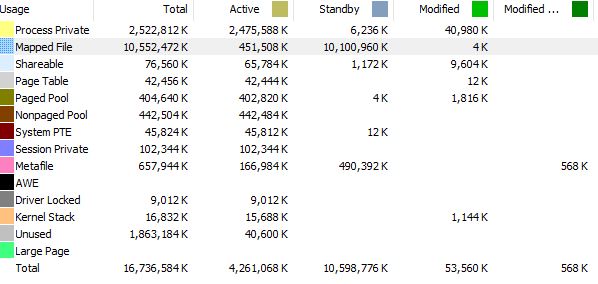 Usage Total Active Standby Modified Modified ...
Process Private 2,522,812 K 2,475,588 K 6,236 K 40,980 K
Mapped File 10,552,472 K 451,508 K 10,100,960 K 4 K
Shareable 76,560 K 65,784 K 1,172 K 9,604 K
Page Table 42,456 K 42,444 K 12 K
Paged Pool 404,640 K 402,820 K 4 K 1,816 K
Nonpaged Pool 442,504 K 442,484 K
System PTE 45,824 K 45,812 K 12 K
Session Private 102,344 K 102,344 K
Metafile 657,944 K 166,984 K 490,392 K 568 K
AWE
Driver Locked 9,012 K 9,012 K
Kernel Stack 16,832 K 15,688 K 1,144 K
Unused 1,863,184 K 40,600 K
Large Page
Total 16,736,584 K 4,261,068 K 10,598,776 K 53,560 K 568 K